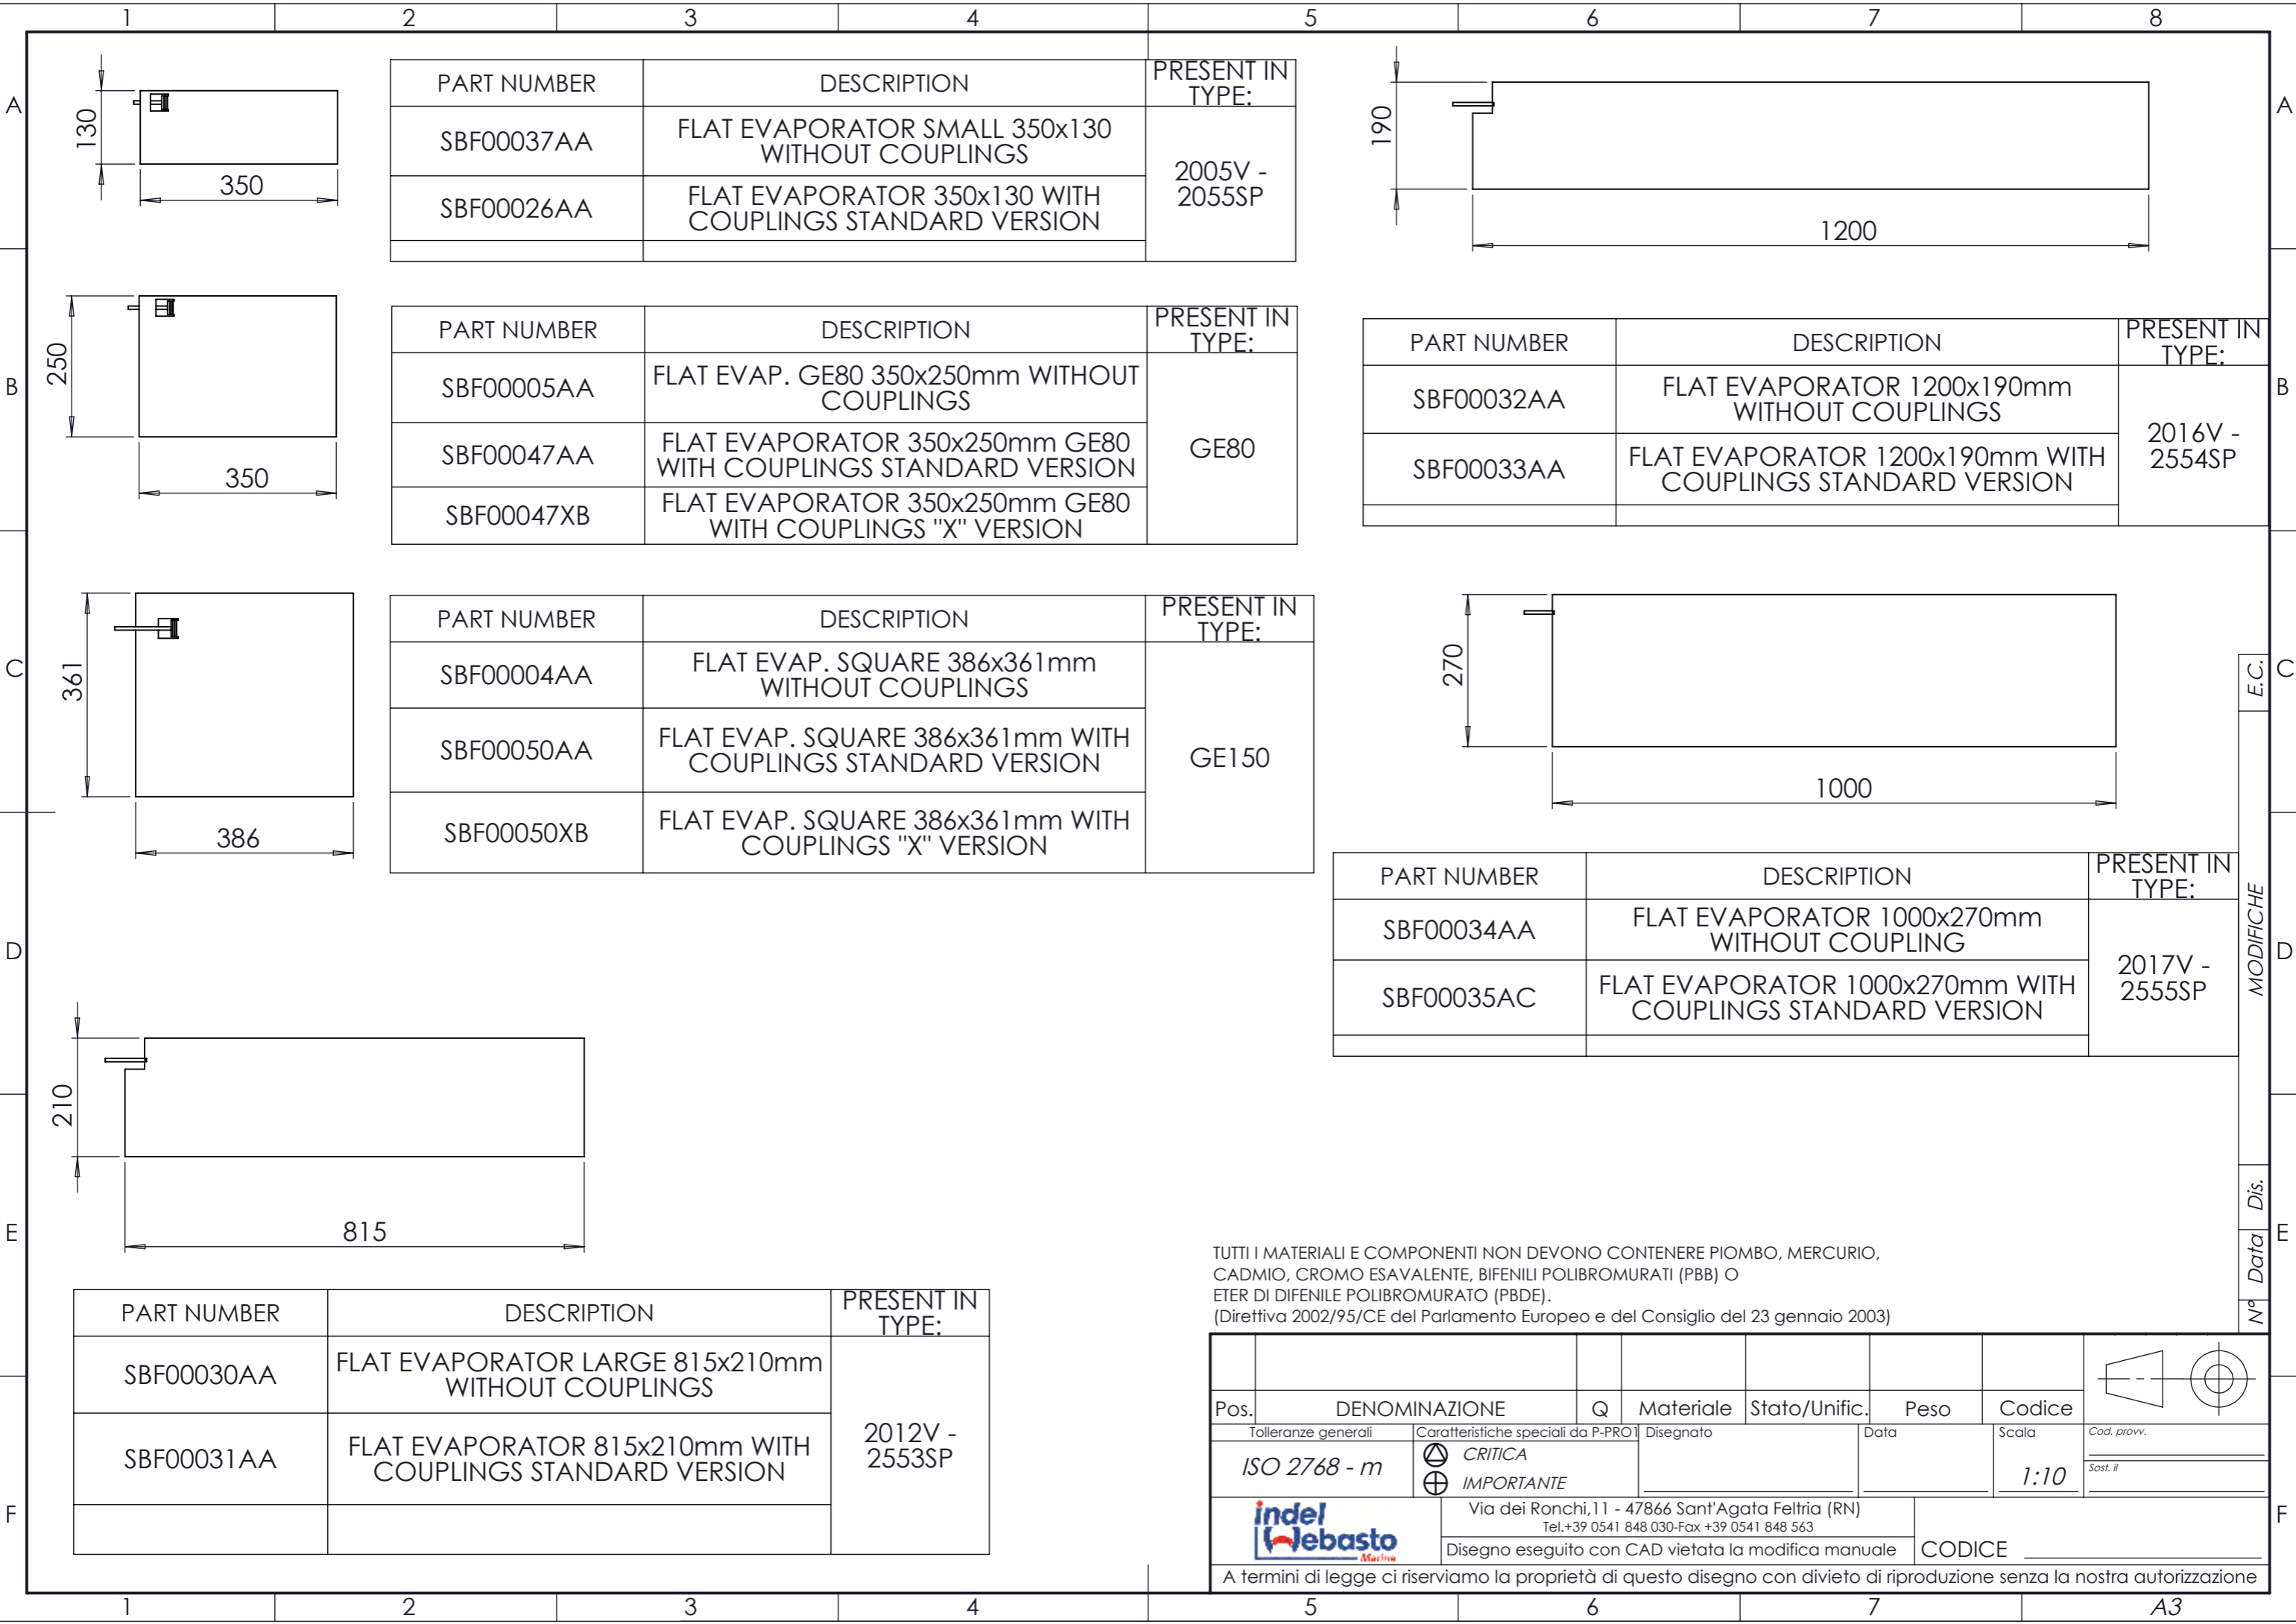 1 2 3 4 5 6 7 8
A
A
130
350
PART NUMBER DESCRIPTION PRESENT IN
TYPE:
SBF00037AA FLAT EVAPORATOR SMALL 350x130
WITHOUT COUPLINGS
SBF00026AA FLAT EVAPORATOR 350x130 WITH
COUPLINGS STANDARD VERSION
2005V -
2055SP
190
1200
B
B
250
350
PART NUMBER DESCRIPTION PRESENT IN
TYPE:
SBF00005AA FLAT EVAP. GE80 350x250mm WITHOUT
COUPLINGS
SBF00047AA FLAT EVAPORATOR 350x250mm GE80
WITH COUPLINGS STANDARD VERSION
SBF00047XB FLAT EVAPORATOR 350x250mm GE80
WITH COUPLINGS "X" VERSION
GE80
PART NUMBER DESCRIPTION PRESENT IN
TYPE:
SBF00032AA FLAT EVAPORATOR 1200x190mm
WITHOUT COUPLINGS
SBF00033AA FLAT EVAPORATOR 1200x190mm WITH
COUPLINGS STANDARD VERSION
2016V -
2554SP
C
C
361
386
PART NUMBER DESCRIPTION PRESENT IN
TYPE:
SBF00004AA FLAT EVAP. SQUARE 386x361mm
WITHOUT COUPLINGS
SBF00050AA FLAT EVAP. SQUARE 386x361mm WITH
COUPLINGS STANDARD VERSION
SBF00050XB FLAT EVAP. SQUARE 386x361mm WITH
COUPLINGS "X" VERSION
GE150
270
1000
D
D
PART NUMBER DESCRIPTION PRESENT IN
TYPE:
SBF00034AA FLAT EVAPORATOR 1000x270mm
WITHOUT COUPLING
SBF00035AC FLAT EVAPORATOR 1000x270mm WITH
COUPLINGS STANDARD VERSION
2017V -
2555SP
E.C.
MODIFICHE
Dis.
Data
N°
E
E
210
815
PART NUMBER DESCRIPTION PRESENT IN
TYPE:
SBF00030AA FLAT EVAPORATOR LARGE 815x210mm
WITHOUT COUPLINGS
SBF00031AA FLAT EVAPORATOR 815x210mm WITH
COUPLINGS STANDARD VERSION
2012V -
2553SP
TUTTI I MATERIALI E COMPONENTI NON DEVONO CONTENERE PIOMBO, MERCURIO,
CADMIO, CROMO ESAVALENTE, BIFENILI POLIBROMURATI (PBB) O
ETER DI DIFENILE POLIBROMURATO (PBDE).
(Direttiva 2002/95/CE del Parlamento Europeo e del Consiglio del 23 gennaio 2003)
Pos. DENOMINAZIONE Q Materiale Stato/Unific. Peso Codice
Tolleranze generali Caratteristiche speciali da P-PRO1 Disegnato Data Scala Cod. provv.
ISO 2768 - m CRITICA
IMPORTANTE
1:10 Sost. il
F
F
indel
Webasto
Marine
Via dei Ronchi,11 - 47866 Sant'Agata Feltria (RN)
Tel.+39 0541 848 030-Fax +39 0541 848 563
Disegno eseguito con CAD vietata la modifica manuale CODICE
A termini di legge ci riserviamo la proprietà di questo disegno con divieto di riproduzione senza la nostra autorizzazione
1 2 3 4 5 6 7 A3